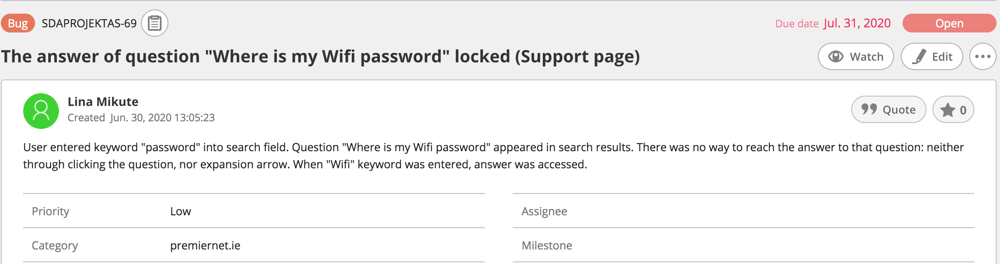 Bug SDAPROJEKTAS-69 Due date Jul. 31, 2020 Open
The answer of question "Where is my Wifi password" locked (Support page) Watch Edit
Lina Mikute
Created Jun. 30, 2020 13:05:23 Quote 0
User entered keyword "password" into search field. Question "Where is my Wifi password" appeared in search results. There was no way to reach the answer to that question: neither
through clicking the question, nor expansion arrow. When "Wifi" keyword was entered, answer was accessed.
Priority Low Assignee
Category premiernet.ie Milestone